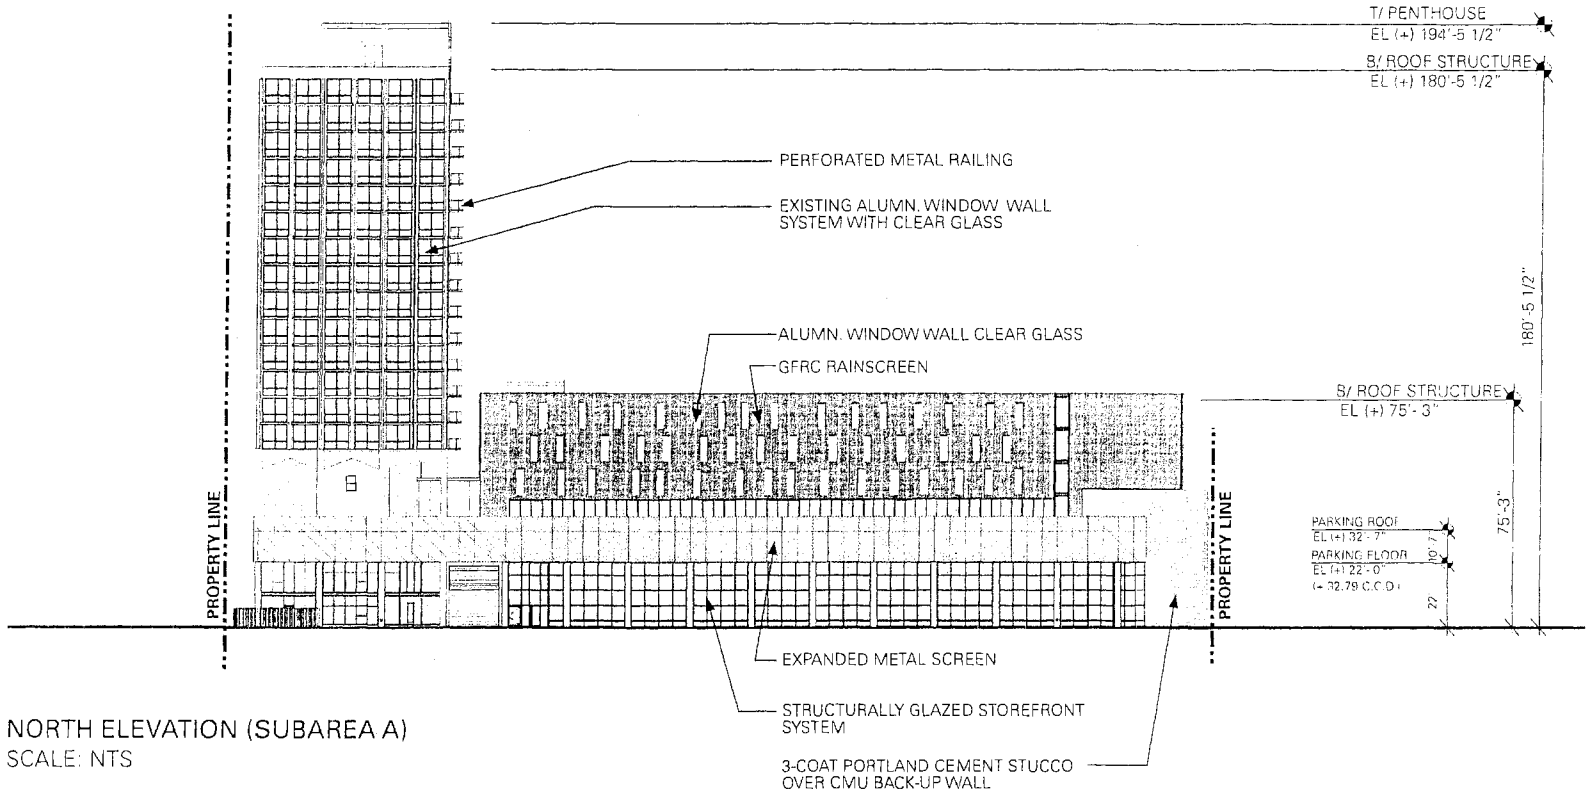 T/ PENTHOUSE
EL (+) 194'-5 1/2"
B/ ROOF STRUCTURE
EL (+) 180'-5 1/2"
PERFORATED METAL RAILING
EXISTING ALUMN. WINDOW WALL
SYSTEM WITH CLEAR GLASS
180'-5 1/2"
ALUMN. WINDOW WALL CLEAR GLASS
GFRC RAINSCREEN
B/ ROOF STRUCTURE
EL (+) 75'- 3"
75'-3"
PROPERTY LINE
PROPERTY LINE
PARKING ROOF
EL (+) 32'- 7"
PARKING FLOOR
EL (+) 22'- 0"
(+ 32.79 C.C.D.)
10' 7"
22
EXPANDED METAL SCREEN
STRUCTURALLY GLAZED STOREFRONT
SYSTEM
3-COAT PORTLAND CEMENT STUCCO
OVER CMU BACK-UP WALL
NORTH ELEVATION (SUBAREA A)
SCALE: NTS